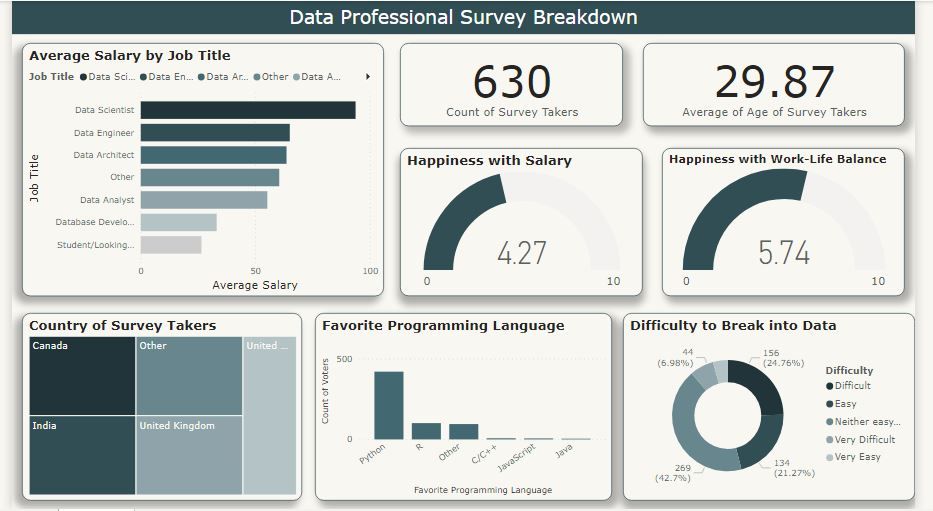 Data Professional Survey Breakdown
Average Salary by Job Title
Job Title Data Sci... Data En... Data Ar... Other Data A...
Job Title
Data Scientist
Data Engineer
Data Architect
Other
Data Analyst
Database Develo...
Student/Looking...
0 50 100
Average Salary
630
Count of Survey Takers
29.87
Average of Age of Survey Takers
Happiness with Salary
4.27
0 10
Happiness with Work-Life Balance
5.74
0 10
Country of Survey Takers
Canada
Other
United ...
India
United Kingdom
Favorite Programming Language
Count of Voters
500
0
Python R Other C/C++ JavaScript Java
Favorite Programming Language
Difficulty to Break into Data
44
(6.98%)
156
(24.76%)
269
(42.7%)
134
(21.27%)
Difficulty
Difficult
Easy
Neither easy...
Very Difficult
Very Easy